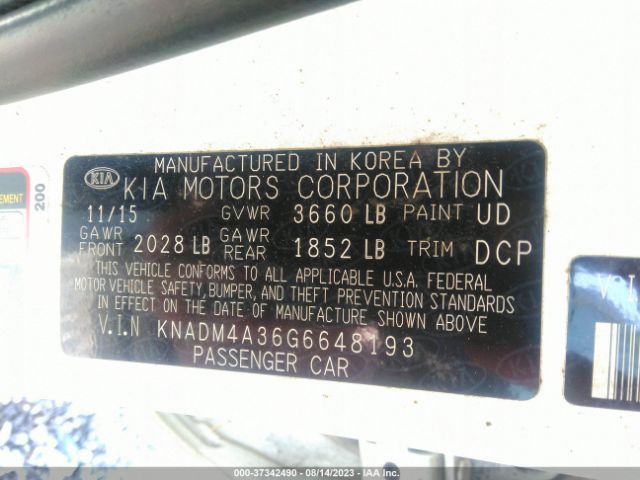 EMENT
200
MANUFACTURED IN KOREA BY
KIA KIA MOTORS CORPORATION
11/15 GVWR 3660 LB PAINT UD
GAWR FRONT 2028 LB GAWR REAR 1852 LB TRIM DCP
THIS VEHICLE CONFORMS TO ALL APPLICABLE U.S.A. FEDERAL
MOTOR VEHICLE SAFETY, BUMPER, AND THEFT PREVENTION STANDARDS
IN EFFECT ON THE DATE OF MANUFACTURE SHOWN ABOVE
V.I.N KNADM4A36G6648193
PASSENGER CAR
000-37342490 - 08/14/2023 - IAA Inc.